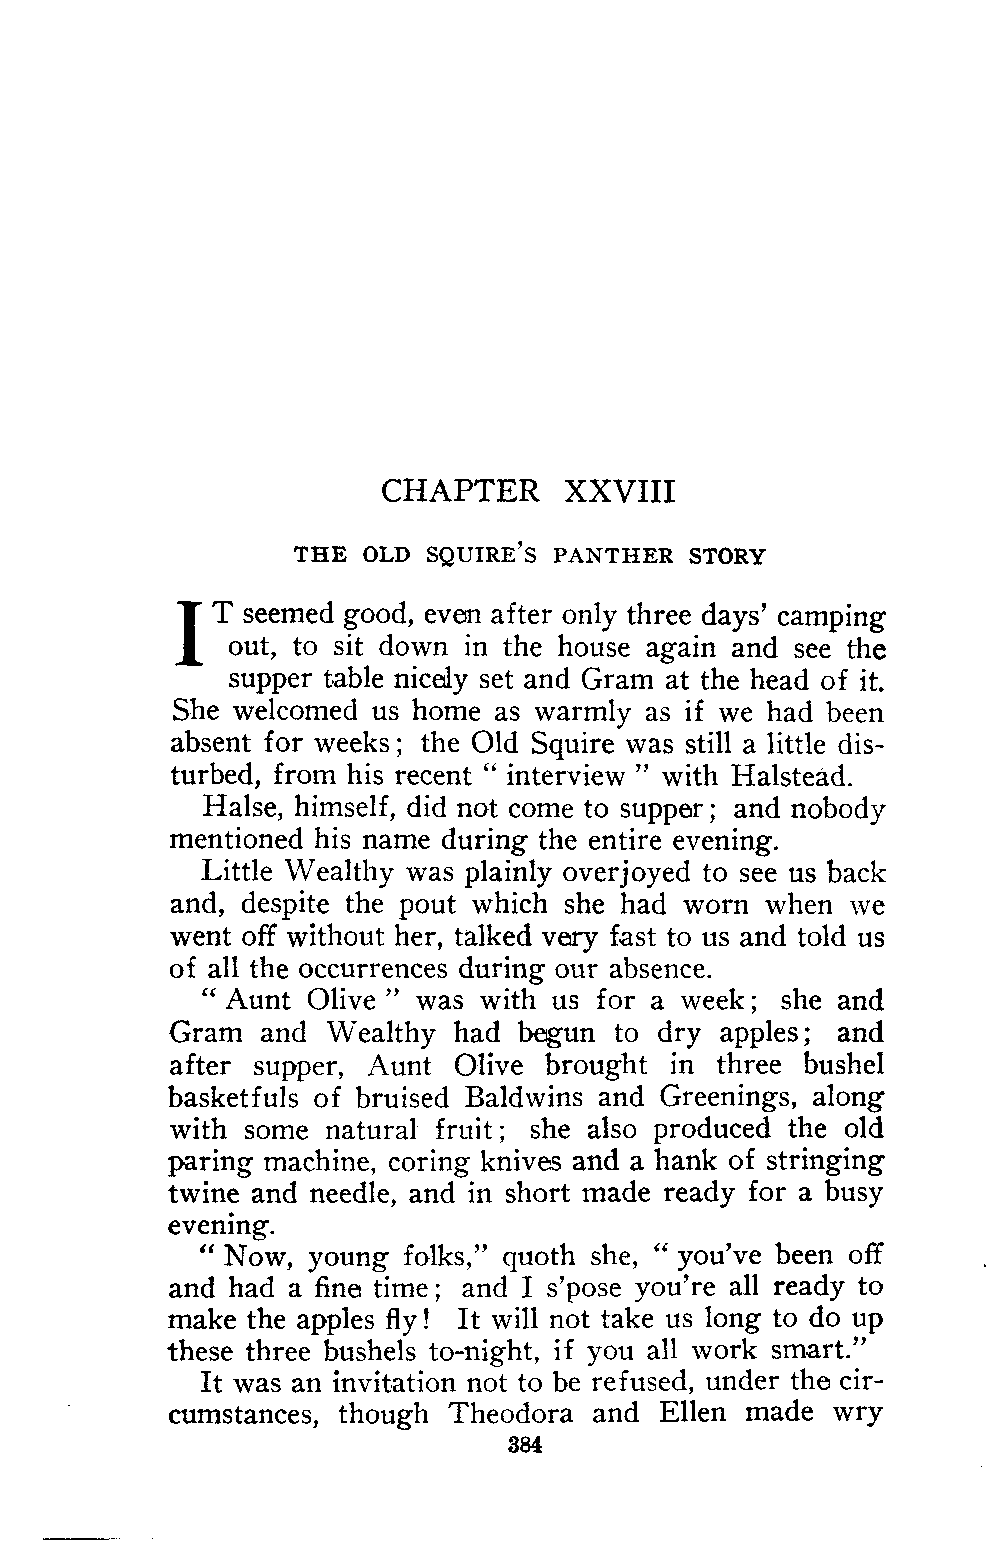 CHAPTER XXVIII
THE OLD SQUIRE'S PANTHER STORY
IT seemed good, even after only three days' camping
out, to sit down in the house again and see the
supper table nicely set and Gram at the head of it.
She welcomed us home as warmly as if we had been
absent for weeks; the Old Squire was still a little dis-
turbed, from his recent " interview " with Halstead.
Halse, himself, did not come to supper; and nobody
mentioned his name during the entire evening.
Little Wealthy was plainly overjoyed to see us back
and, despite the pout which she had worn when we
went off without her, talked very fast to us and told us
of all the occurrences during our absence.
" Aunt Olive " was with us for a week; she and
Gram and Wealthy had begun to dry apples; and
after supper, Aunt Olive brought in three bushel
basketfuls of bruised Baldwins and Greenings, along
with some natural fruit; she also produced the old
paring machine, coring knives and a hank of stringing
twine and needle, and in short made ready for a busy
evening.
" Now, young folks," quoth she, " you've been off
and had a fine time; and I s'pose you're all ready to
make the apples fly! It will not take us long to do up
these three bushels to-night, if you all work smart."
It was an invitation not to be refused, under the cir-
cumstances, though Theodora and Ellen made wry
384